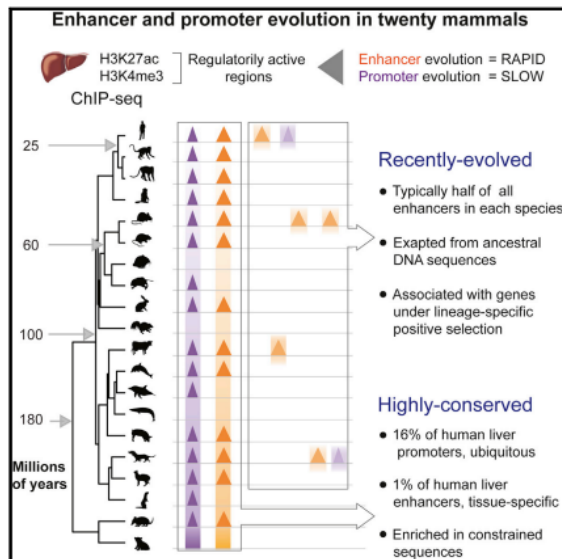 Enhancer and promoter evolution in twenty mammals
H3K27ac
H3K4me3
ChIP-seq
Regulatorily active
regions
Enhancer evolution = RAPID
Promoter evolution = SLOW
25
60
100
180
Millions
of years
Recently-evolved
• Typically half of all
enhancers in each species
• Exapted from ancestral
DNA sequences
• Associated with genes
under lineage-specific
positive selection
Highly-conserved
• 16% of human liver
promoters, ubiquitous
• 1% of human liver
enhancers, tissue-specific
• Enriched in constrained
sequences